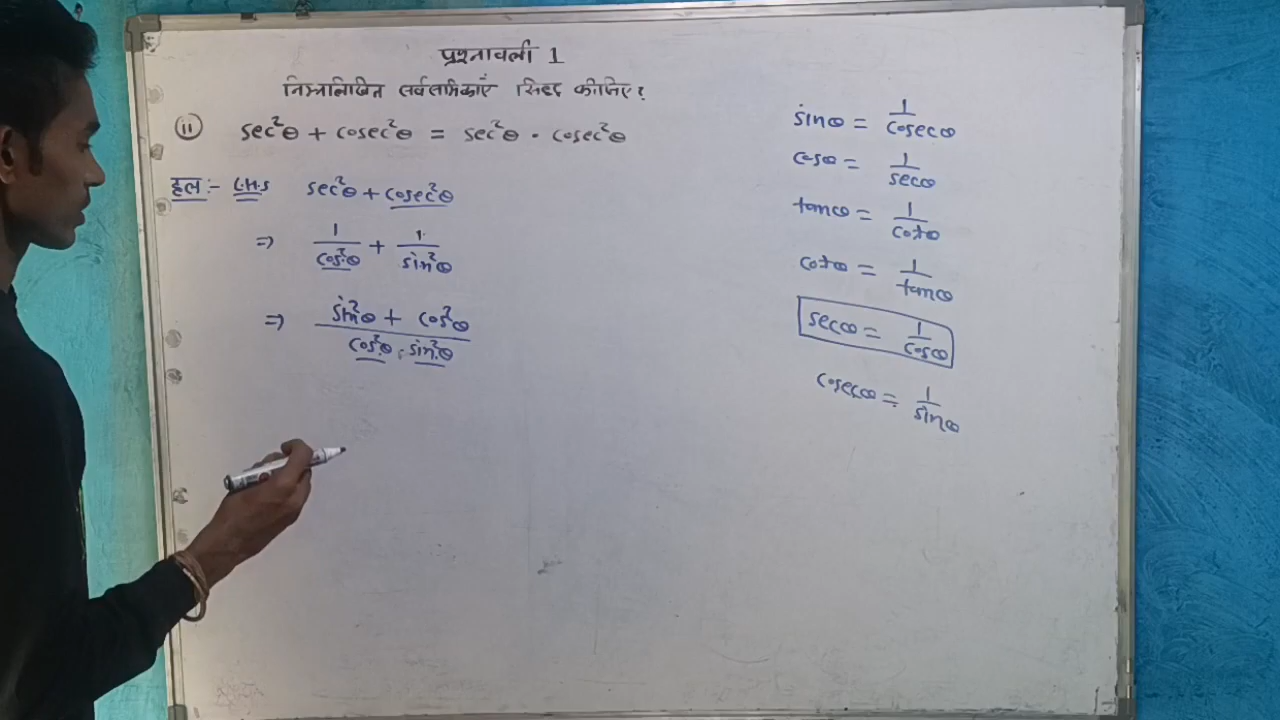 प्रश्नावली 1
निम्नलिखित सर्वसमिकाएँ सिद्ध कीजिए?
(ii) sec²θ + cosec²θ = sec²θ · cosec²θ
हल:- L.H.S sec²θ + cosec²θ
⇒ 1/cos²θ + 1/sin²θ
⇒ (sin²θ + cos²θ)/(cos²θ . sin²θ)
sinθ = 1/cosecθ
cosθ = 1/secθ
tanθ = 1/cotθ
cotθ = 1/tanθ
secθ = 1/cosθ
cosecθ = 1/sinθ